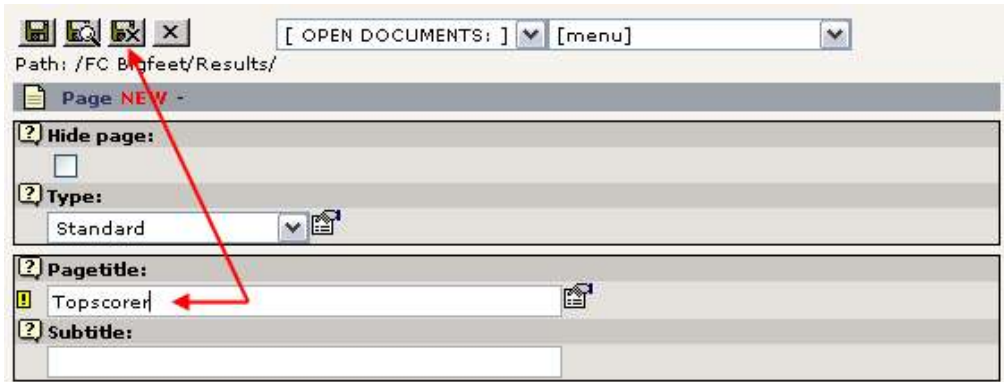 [ OPEN DOCUMENTS: ] [menu]
Path: /FC Bigfeet/Results/
Page NEW -
Hide page:
Type:
Standard
Pagetitle:
Topscorer
Subtitle: